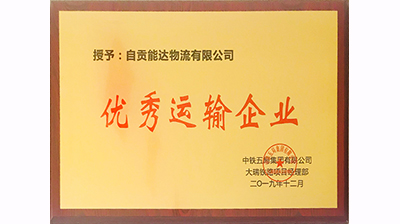 授予：自贡能达物流有限公司
优秀运输企业
中铁五局集团有限公司
大瑞铁路项目经理部
二〇一九年十二月